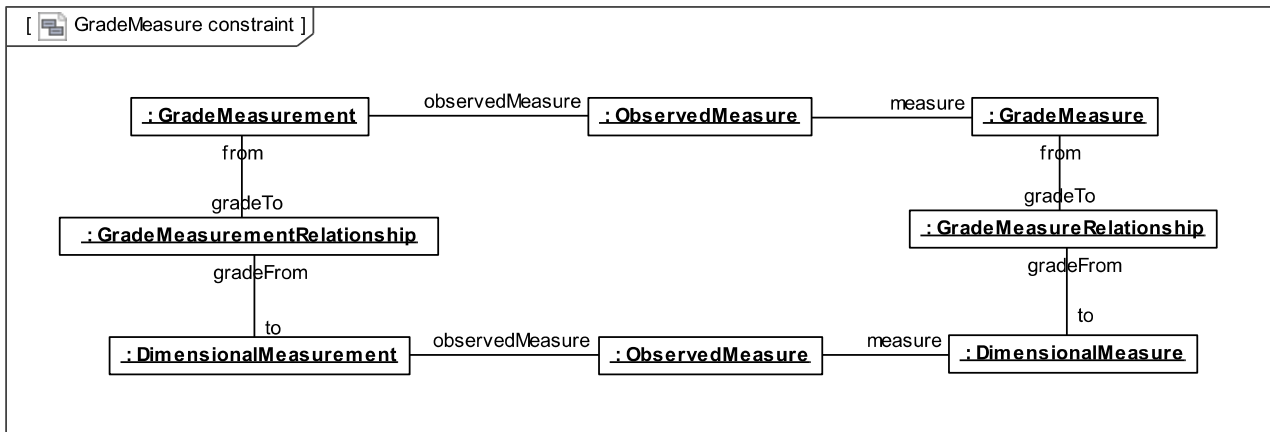 [ GradeMeasure constraint ]
: GradeMeasurement observedMeasure : ObservedMeasure measure : GradeMeasure
from from
gradeTo gradeTo
: GradeMeasurementRelationship : GradeMeasureRelationship
gradeFrom gradeFrom
to to
: DimensionalMeasurement observedMeasure : ObservedMeasure measure : DimensionalMeasure